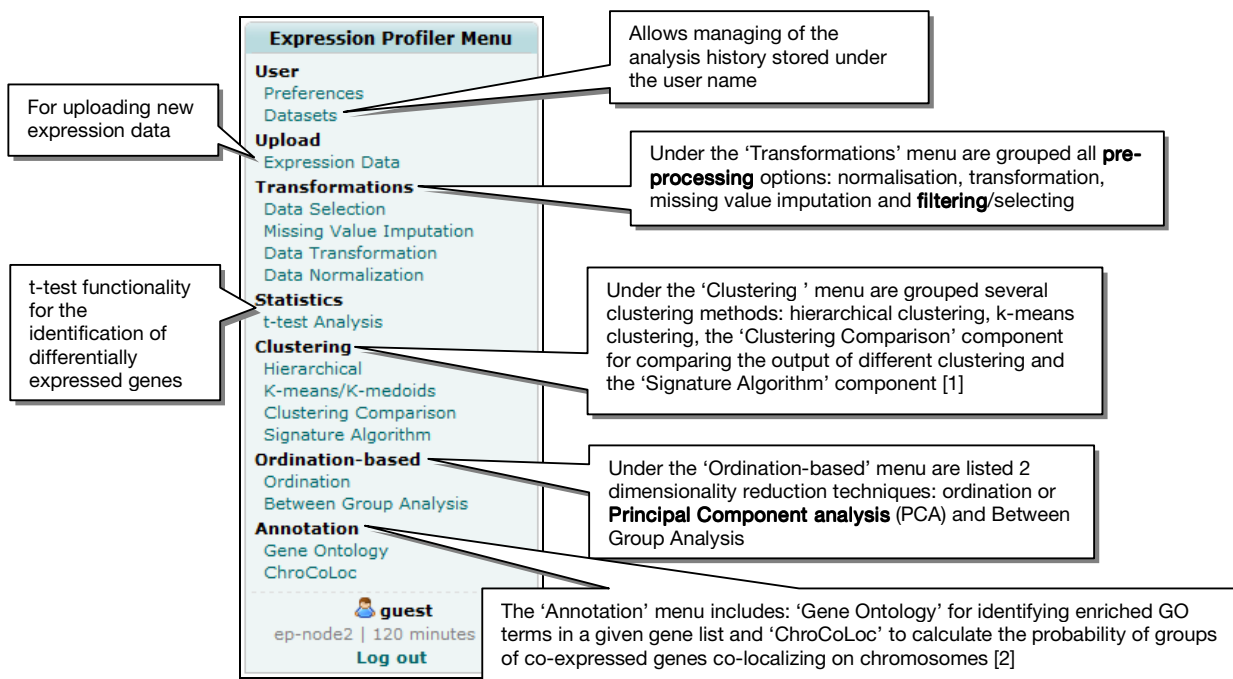 Expression Profiler Menu
User
Preferences
Datasets
Upload
Expression Data
Transformations
Data Selection
Missing Value Imputation
Data Transformation
Data Normalization
Statistics
t-test Analysis
Clustering
Hierarchical
K-means/K-medoids
Clustering Comparison
Signature Algorithm
Ordination-based
Ordination
Between Group Analysis
Annotation
Gene Ontology
ChroCoLoc
guest
ep-node2 | 120 minutes
Log out
For uploading new
expression data
t-test functionality
for the
identification of
differentially
expressed genes
Allows managing of the
analysis history stored under
the user name
Under the ‘Transformations’ menu are grouped all pre-
processing options: normalisation, transformation,
missing value imputation and filtering/selecting
Under the ‘Clustering ’ menu are grouped several
clustering methods: hierarchical clustering, k-means
clustering, the ‘Clustering Comparison’ component
for comparing the output of different clustering and
the ‘Signature Algorithm’ component [1]
Under the ‘Ordination-based’ menu are listed 2
dimensionality reduction techniques: ordination or
Principal Component analysis (PCA) and Between
Group Analysis
The ‘Annotation’ menu includes: ‘Gene Ontology’ for identifying enriched GO
terms in a given gene list and ‘ChroCoLoc’ to calculate the probability of groups
of co-expressed genes co-localizing on chromosomes [2]